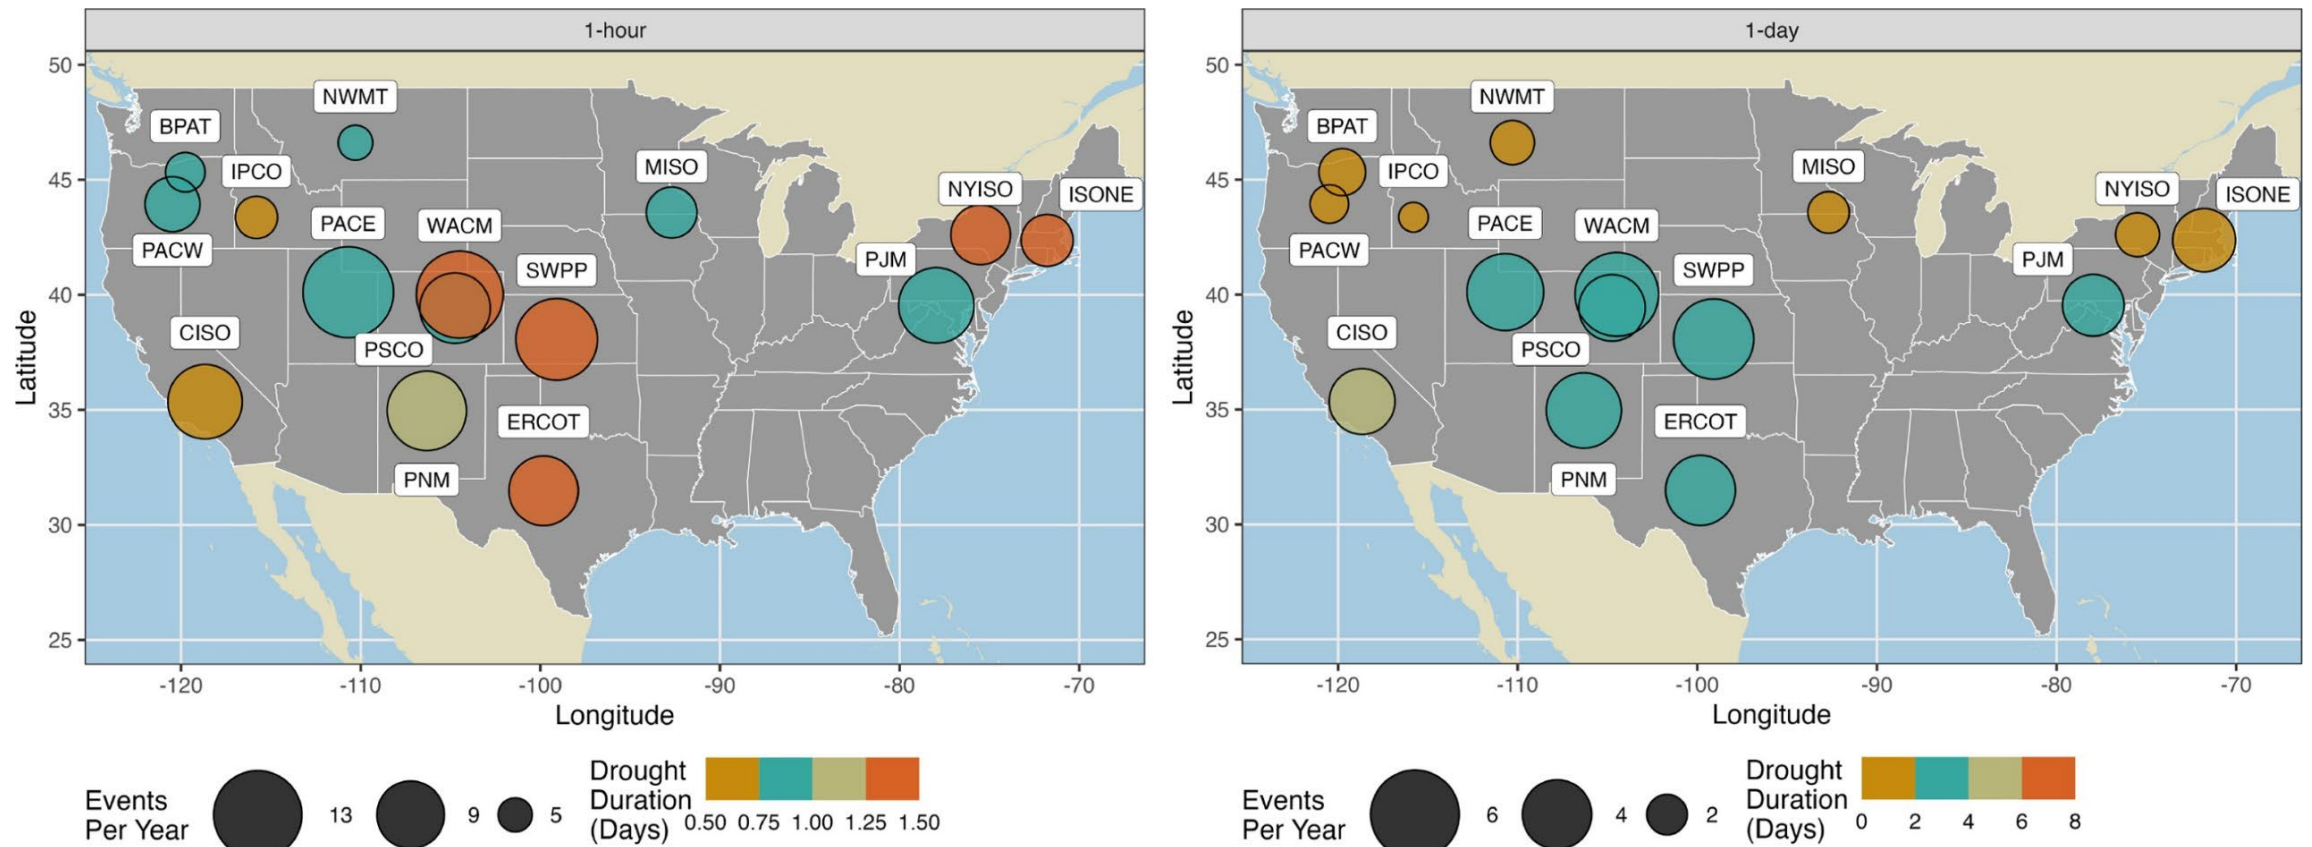 1-hour
50
45
40
35
30
25
Latitude
NWMT
BPAT
IPCO
MISO
NYISO
ISONE
PACE
WACM
PACW
PJM
SWPP
CISO
PSCO
ERCOT
PNM
-120
-110
-100
-90
-80
-70
Longitude
Events
Per Year
13
9
5
Drought
Duration
(Days)
0.50 0.75 1.00 1.25 1.50
1-day
50
45
40
35
30
25
Latitude
NWMT
BPAT
IPCO
MISO
NYISO
ISONE
PACE
WACM
PACW
PJM
SWPP
CISO
PSCO
ERCOT
PNM
-120
-110
-100
-90
-80
-70
Longitude
Events
Per Year
6
4
2
Drought
Duration
(Days)
0 2 4 6 8